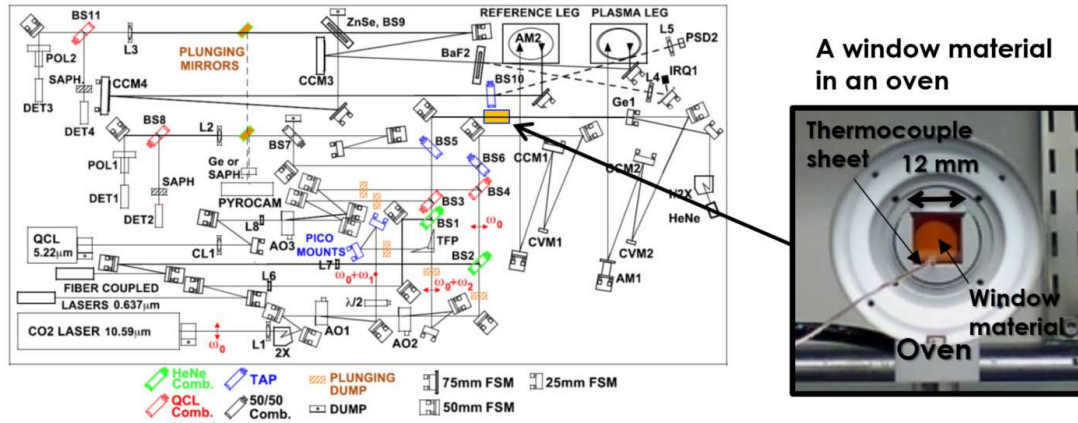 BS11
ZnSe, BS9
REFERENCE LEG
PLASMA LEG
L3
POL2
PLUNGING
MIRRORS
CCM3
BaF2
AM2
L5
PSD2
BS10
L4
IRQ1
SAPH.
CCM4
DET3
DET4
Ge1
BS8
L2
BS7
BS5
CCM1
CCM2
POL1
SAPH
Ge or
SAPH.
BS6
BS4
DET1
DET2
PYROCAM
BS3
BS1
ω₀
HeNe
L8
AO3
TFP
QCL
5.22µm
CL1
PICO
MOUNTS
BS2
CVM1
CVM2
AM1
L7
L6
ω₀+ω₁
ω₀+ω₂
FIBER COUPLED
LASERS 0.637µm
λ/2
CO2 LASER 10.59µm
ω₀
L1
2X
AO1
AO2
HeNe
Comb.
TAP
PLUNGING
DUMP
75mm FSM
25mm FSM
QCL
Comb.
50/50
Comb.
DUMP
50mm FSM
A window material
in an oven
Thermocouple
sheet
12 mm
Window
material
Oven